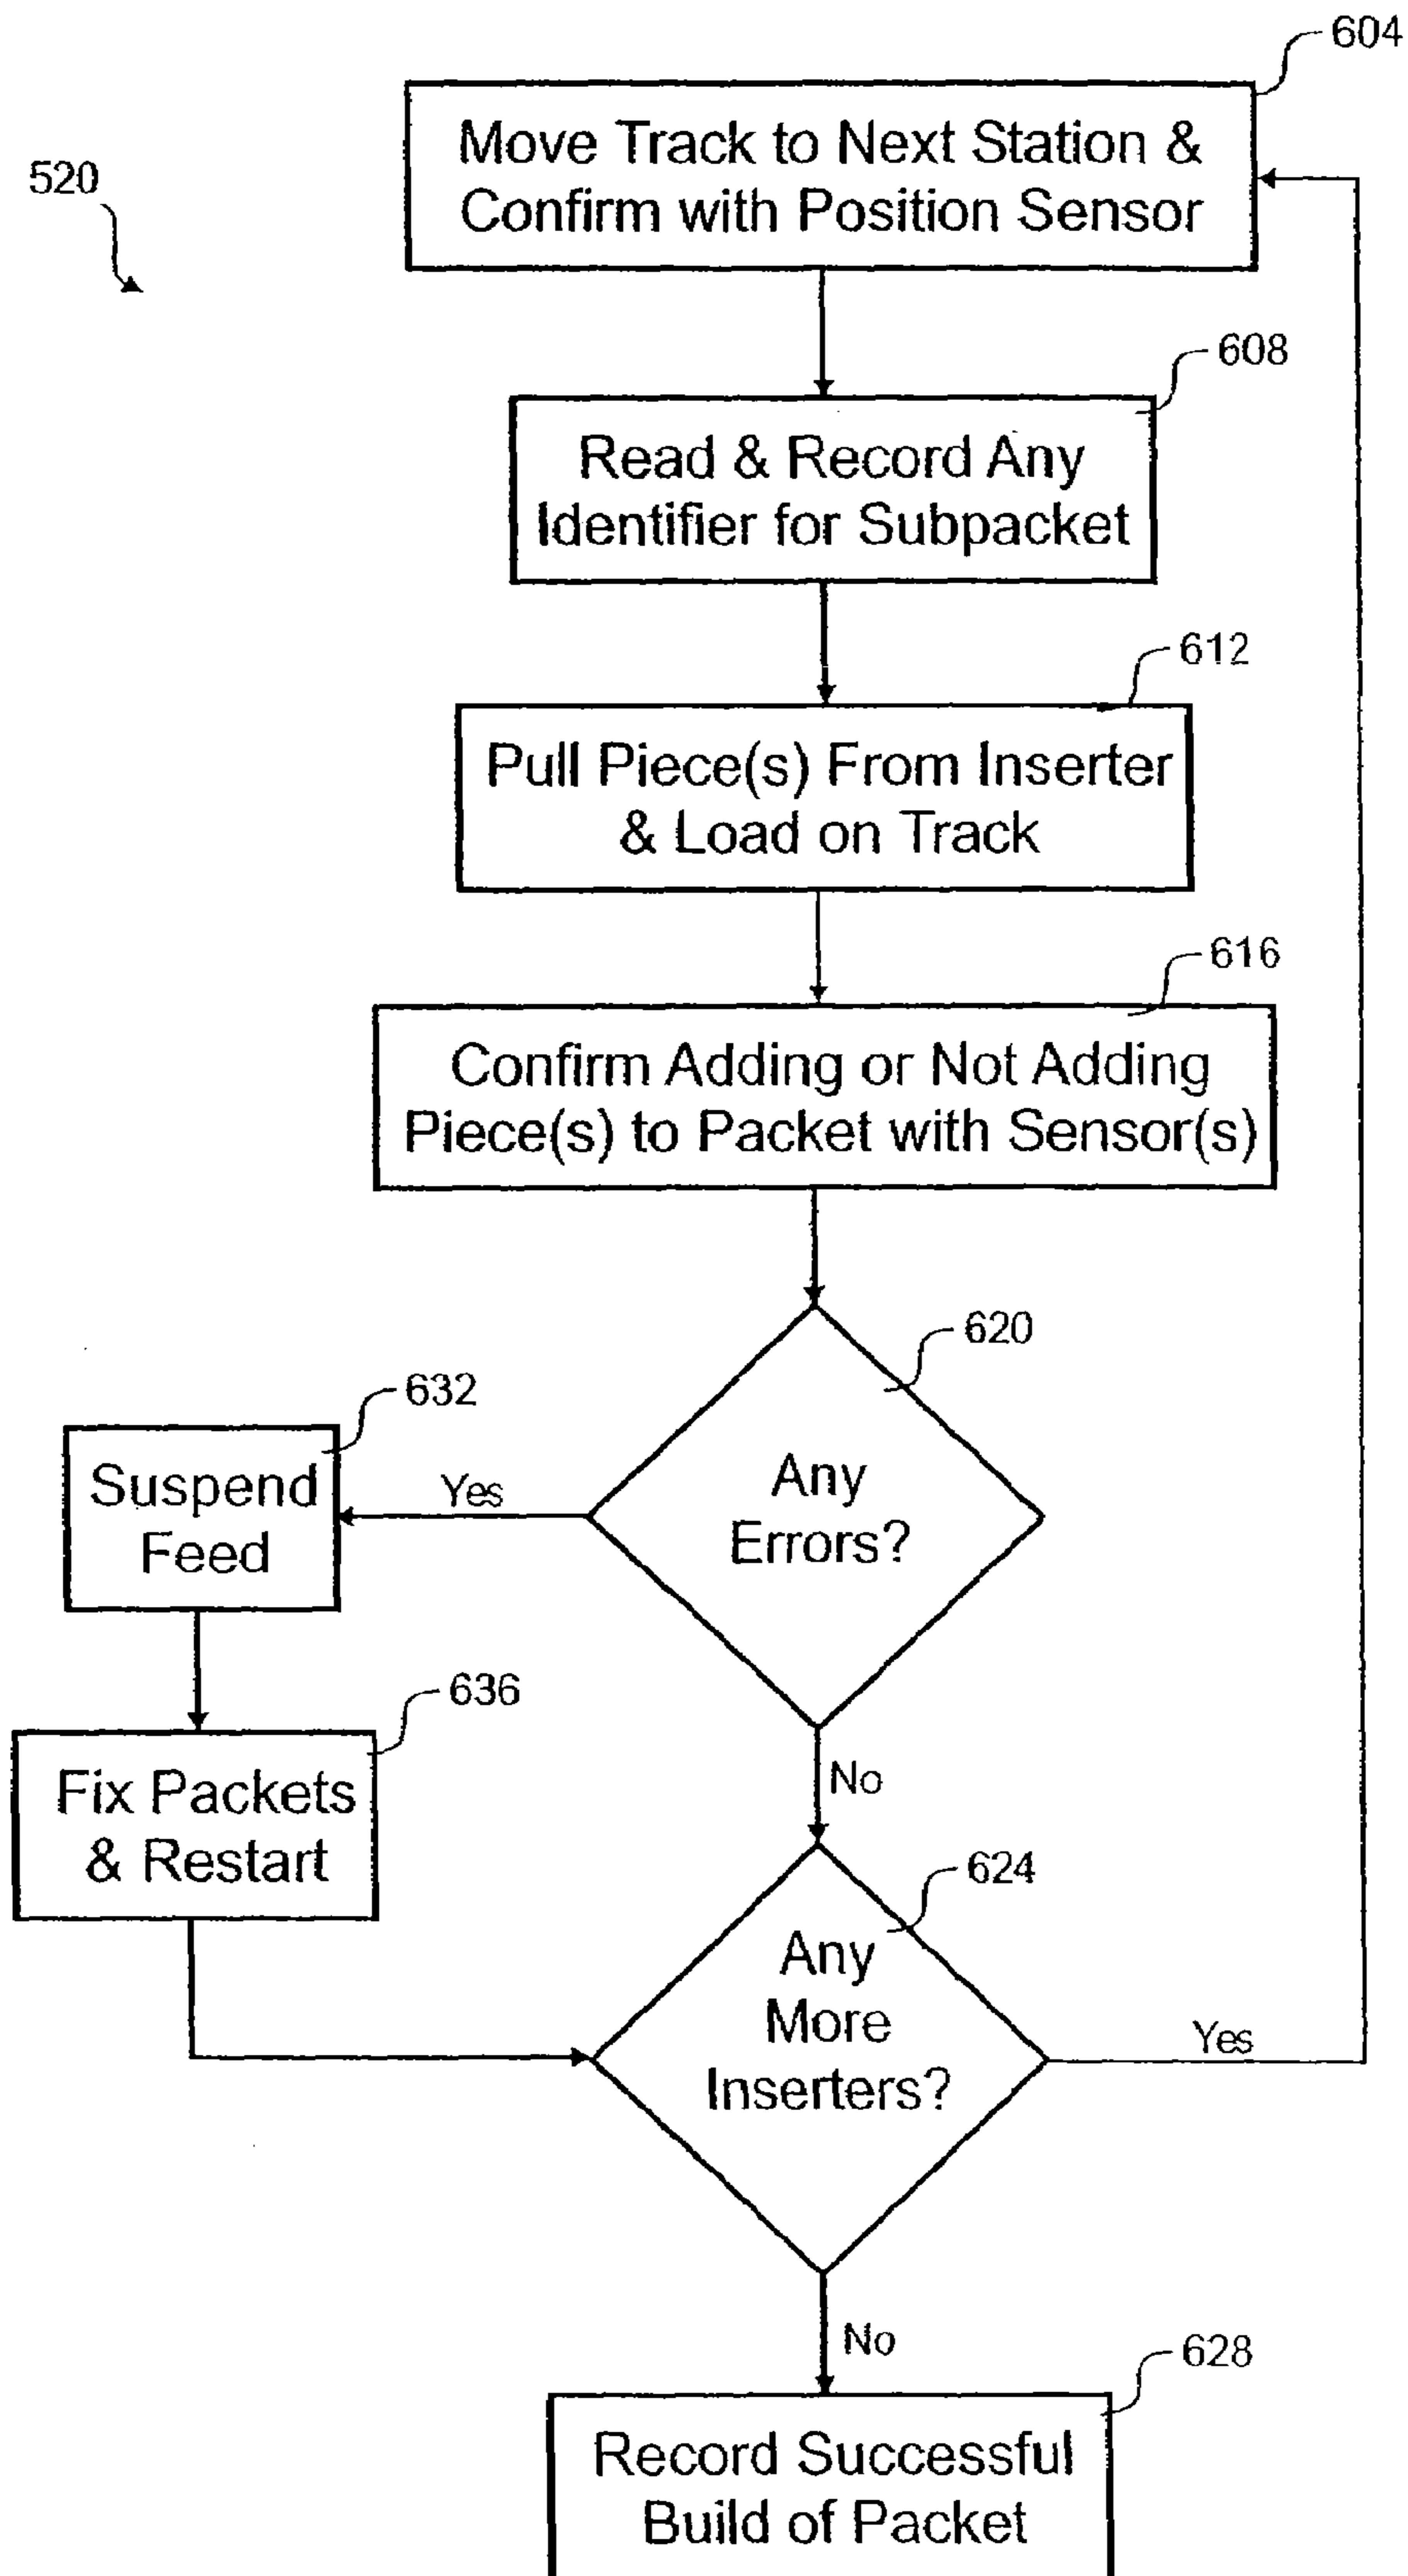 604
Move Track to Next Station &
Confirm with Position Sensor
520
608
Read & Record Any
Identifier for Subpacket
612
Pull Piece(s) From Inserter
& Load on Track
616
Confirm Adding or Not Adding
Piece(s) to Packet with Sensor(s)
620
Any
Errors?
632
Yes
Suspend
Feed
636
No
Fix Packets
& Restart
624
Any
More
Inserters?
Yes
No
628
Record Successful
Build of Packet